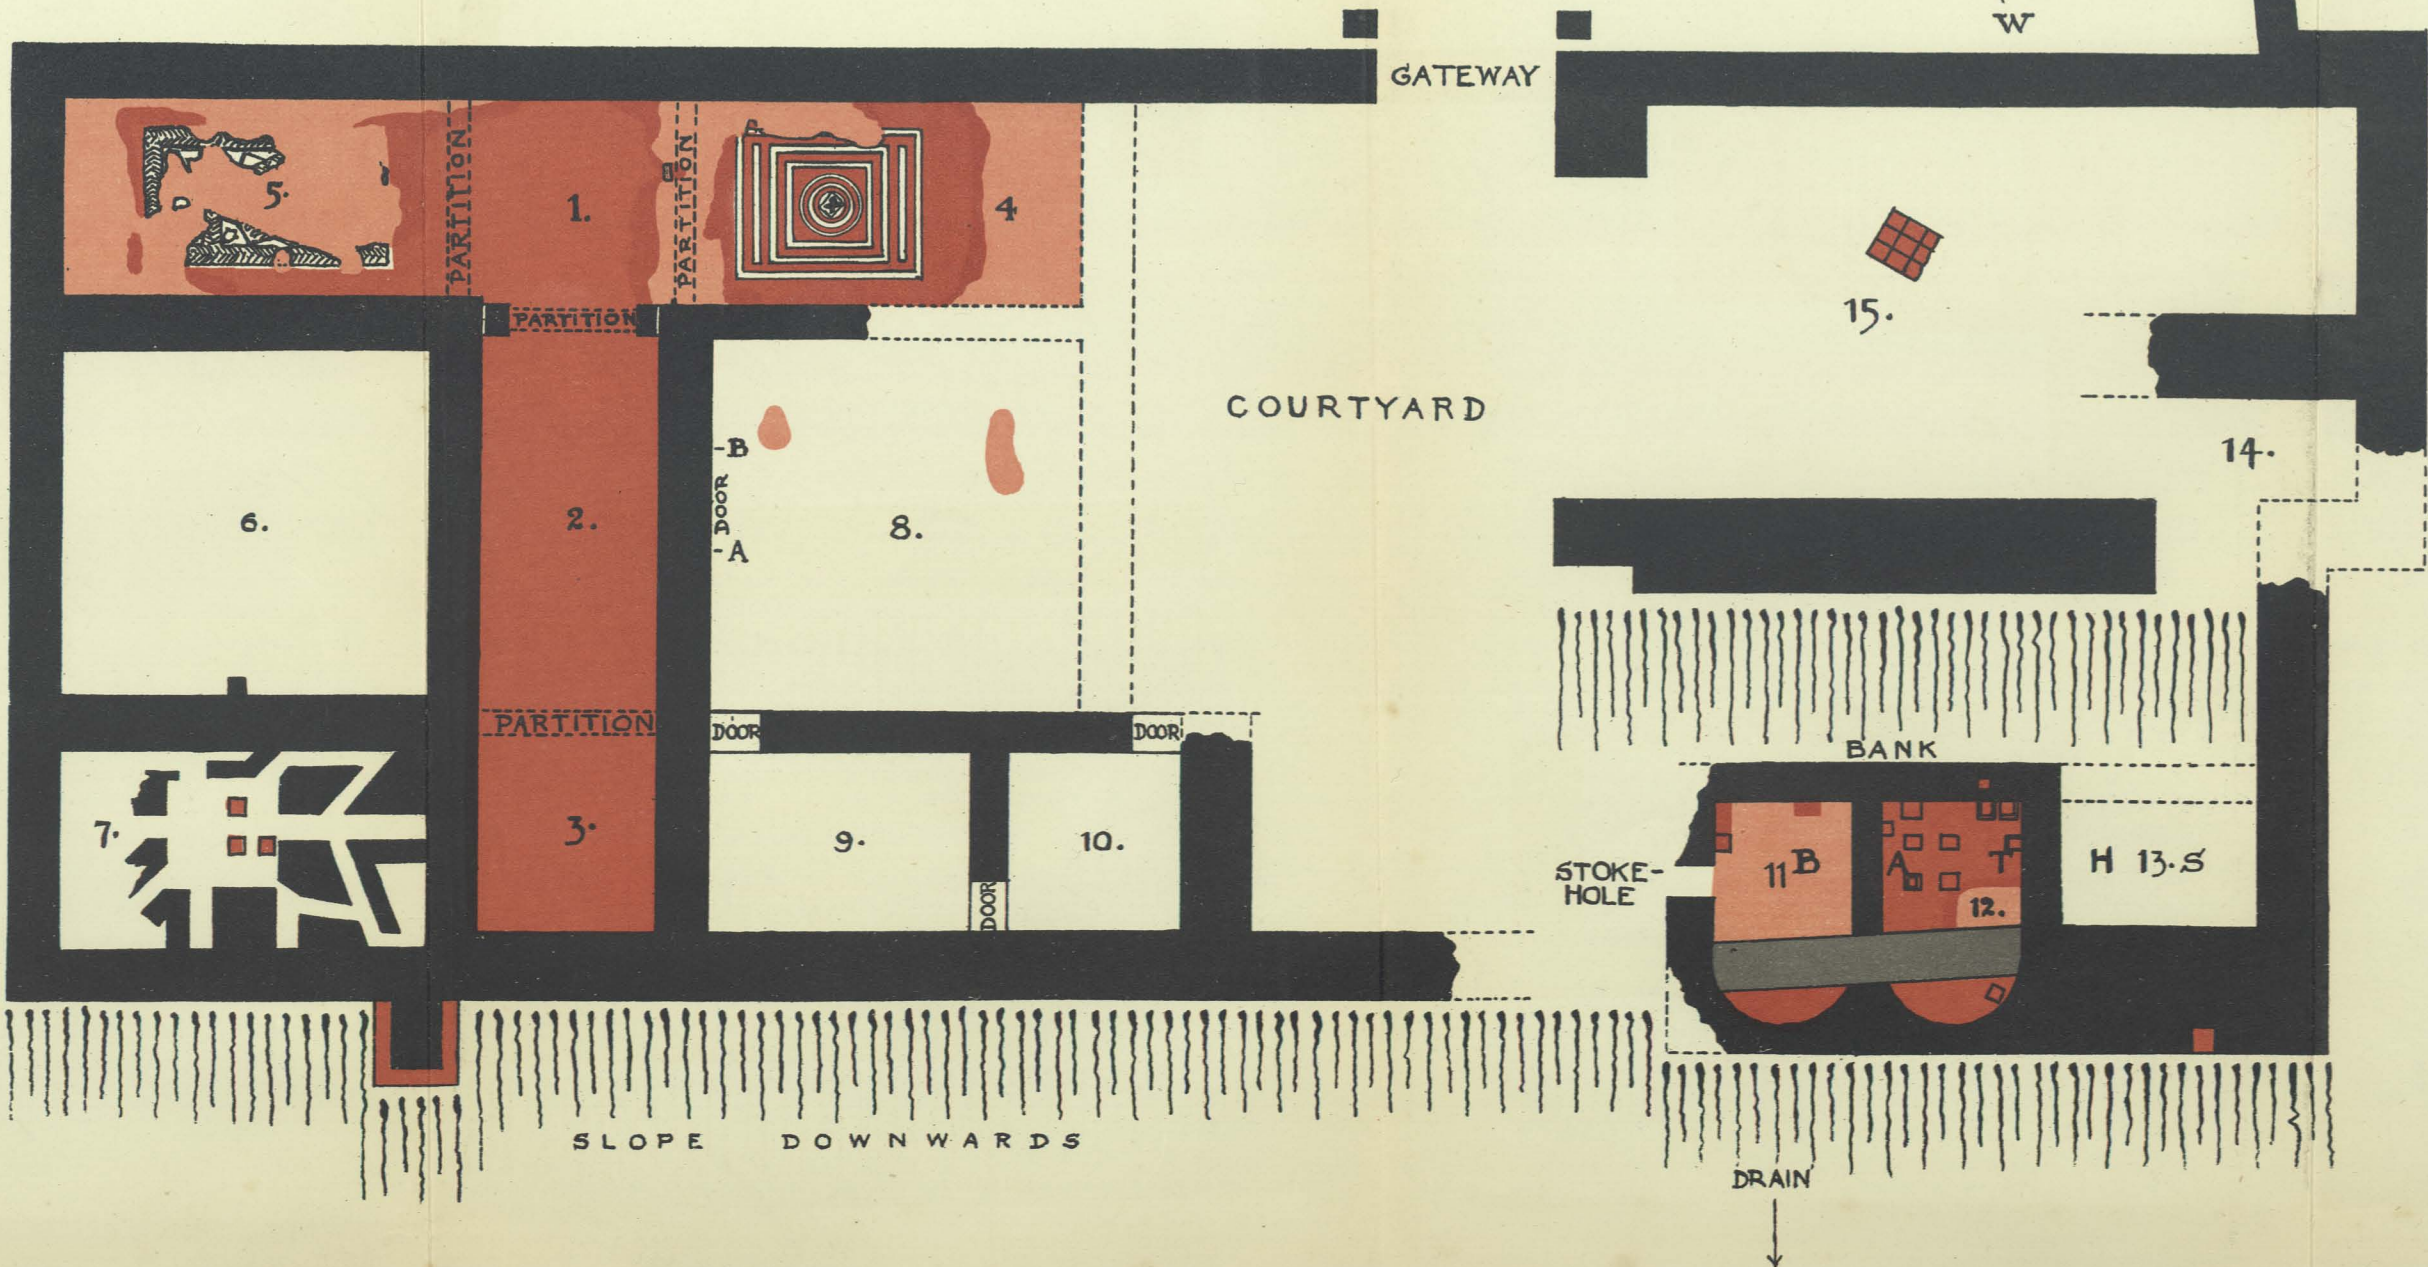 W
GATEWAY
5.
PARTITION
1.
PARTITION
4
15.
PARTITION
COURTYARD
6.
2.
-B
DOOR
-A
8.
14.
PARTITION
DOOR
DOOR
BANK
7.
3.
9.
10.
DOOR
STOKE-
HOLE
11 B
A T
12.
H 13. S
SLOPE DOWNWARDS
DRAIN